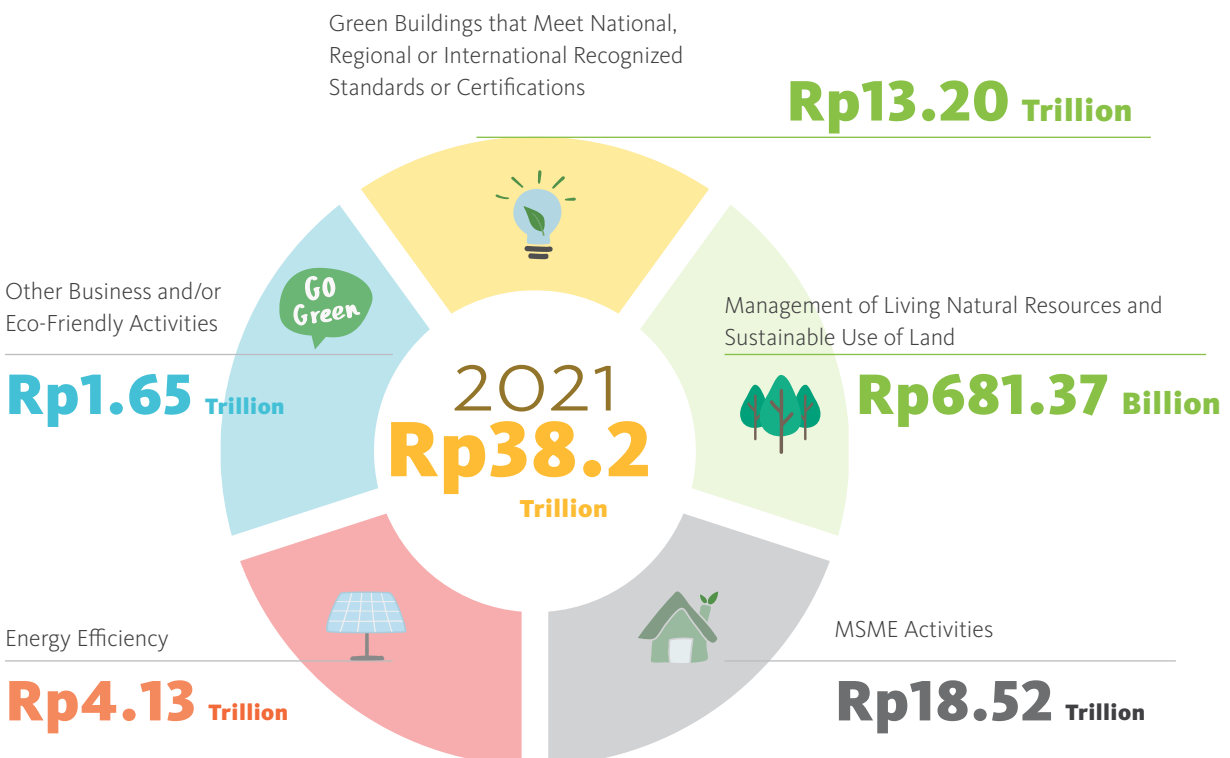 Green Buildings that Meet National,
Regional or International Recognized
Standards or Certifications
Rp13.20 Trillion
Go
Green
Other Business and/or
Eco-Friendly Activities
Rp1.65 Trillion
Management of Living Natural Resources and
Sustainable Use of Land
Rp681.37 Billion
2021
Rp38.2
Trillion
Energy Efficiency
Rp4.13 Trillion
MSME Activities
Rp18.52 Trillion